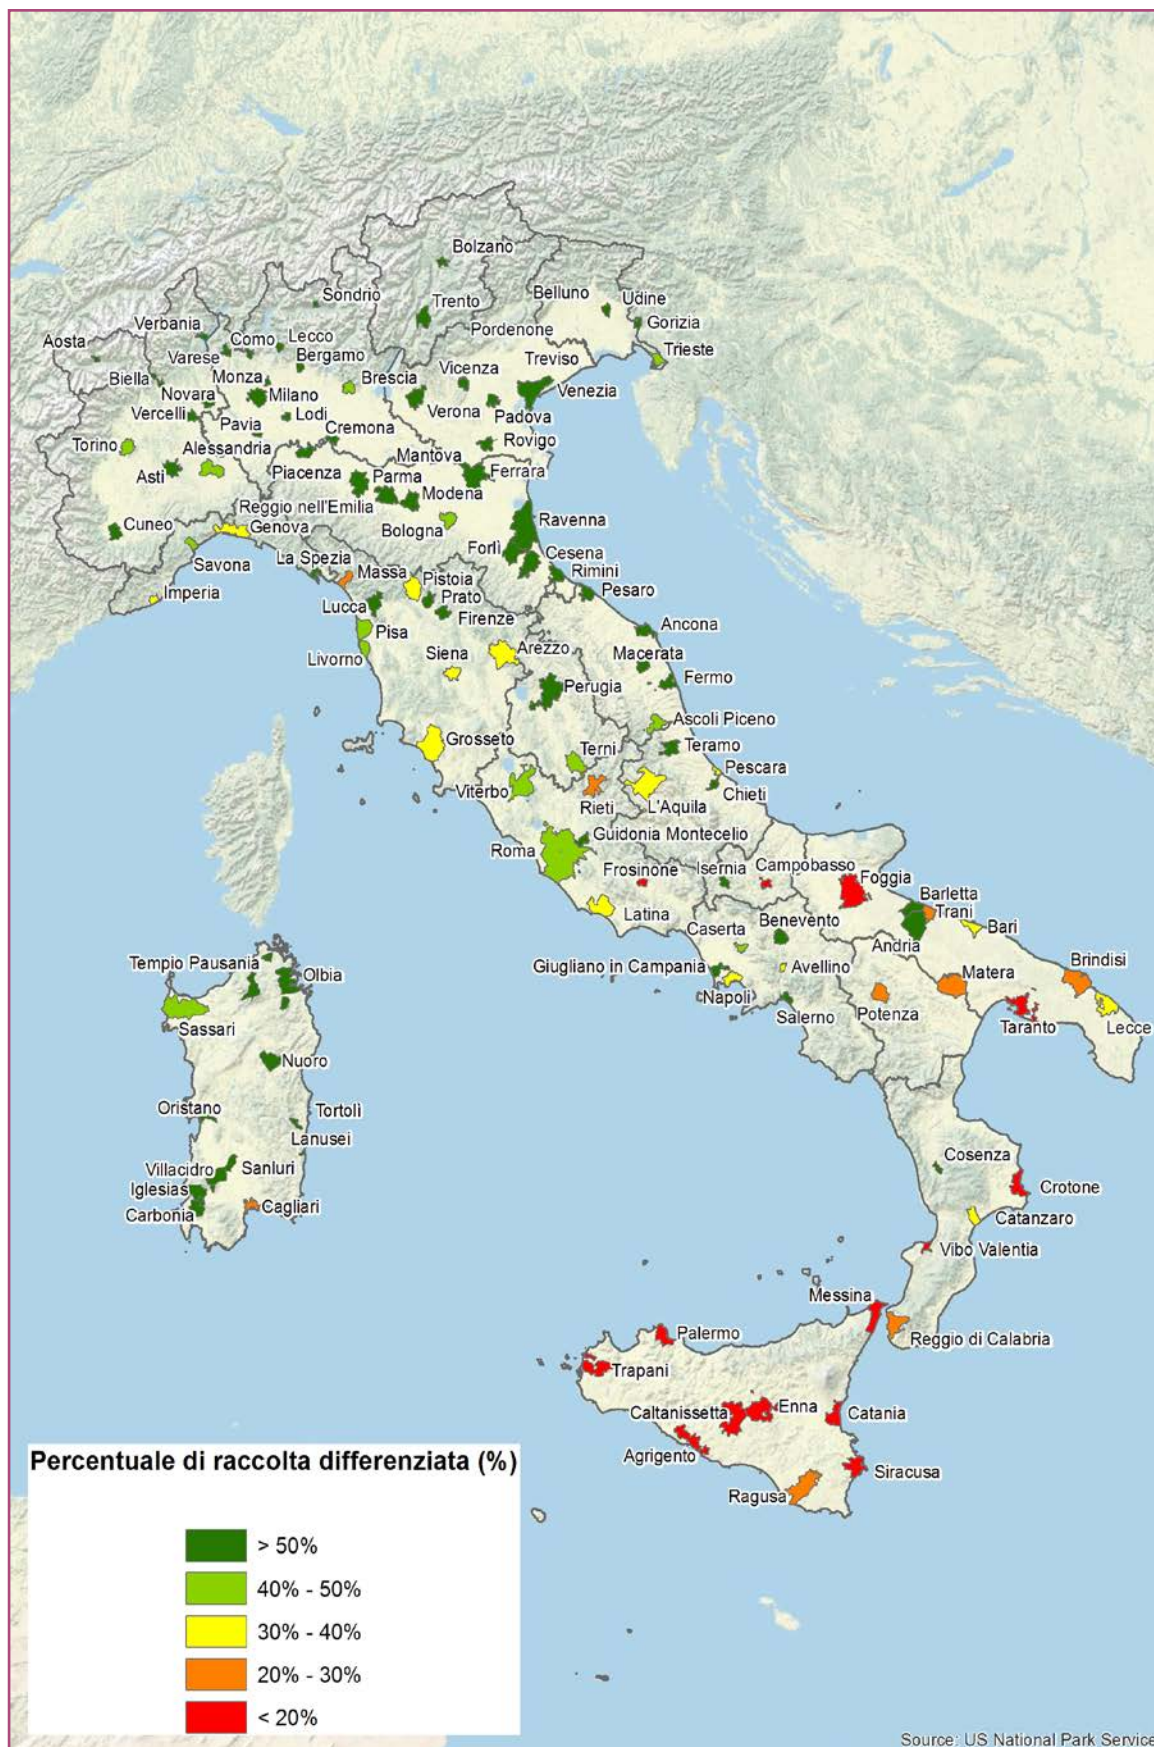 Bolzano
Sondrio
Trento
Belluno
Udine
Gorizia
Verbania
Como
Lecco
Pordenone
Aosta
Varese
Bergamo
Treviso
Trieste
Biella
Monza
Brescia
Vicenza
Novara
Milano
Venezia
Vercelli
Lodi
Verona
Padova
Pavia
Cremona
Torino
Alessandria
Mantova
Rovigo
Asti
Piacenza
Parma
Ferrara
Modena
Reggio nell'Emilia
Cuneo
Genova
Bologna
Ravenna
Savona
La Spezia
Forlì
Cesena
Massa
Pistoia
Rimini
Imperia
Prato
Pesaro
Lucca
Firenze
Pisa
Ancona
Siena
Arezzo
Macerata
Livorno
Perugia
Fermo
Ascoli Piceno
Grosseto
Terni
Teramo
Pescara
Viterbo
Rieti
L'Aquila
Chieti
Guidonia Montecelio
Roma
Frosinone
Isernia
Campobasso
Foggia
Barletta
Latina
Trani
Benevento
Bari
Caserta
Andria
Tempio Pausania
Olbia
Giugliano in Campania
Avellino
Matera
Brindisi
Napoli
Sassari
Salerno
Potenza
Taranto
Lecce
Nuoro
Oristano
Tortolì
Lanusei
Cosenza
Villacidro
Sanluri
Iglesias
Crotone
Carbonia
Cagliari
Catanzaro
Vibo Valentia
Messina
Palermo
Reggio di Calabria
Trapani
Caltanissetta
Enna
Catania
Agrigento
Siracusa
Ragusa
Percentuale di raccolta differenziata (%)
> 50%
40% - 50%
30% - 40%
20% - 30%
< 20%
Source: US National Park Service